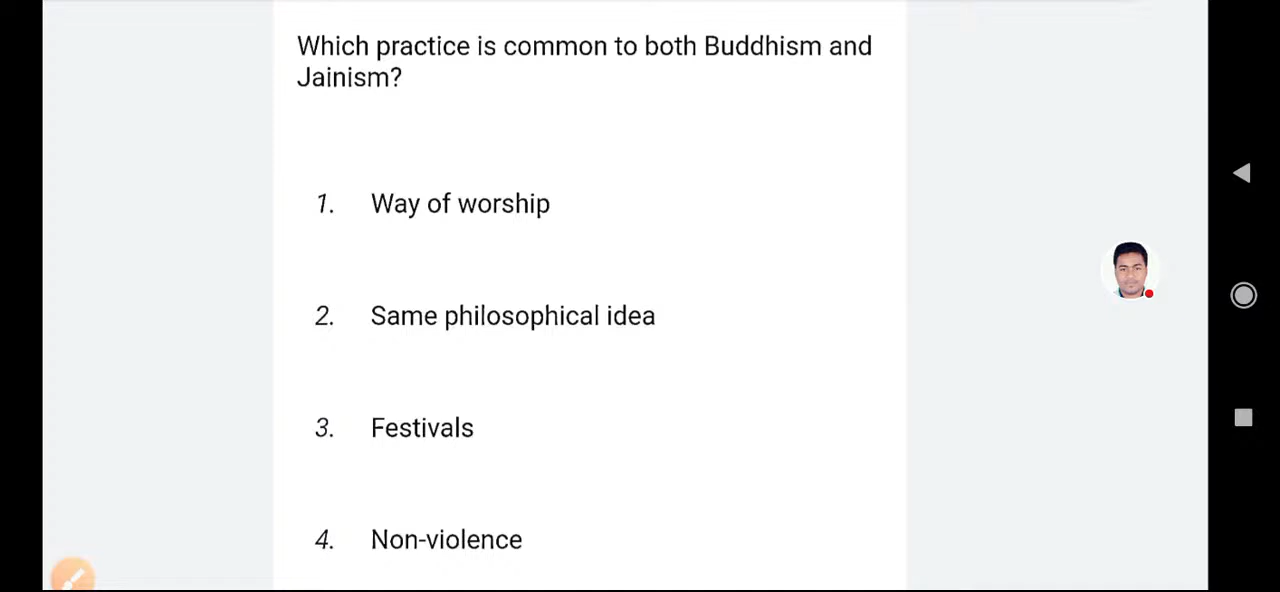 Which practice is common to both Buddhism and
Jainism?
1. Way of worship
2. Same philosophical idea
3. Festivals
4. Non-violence